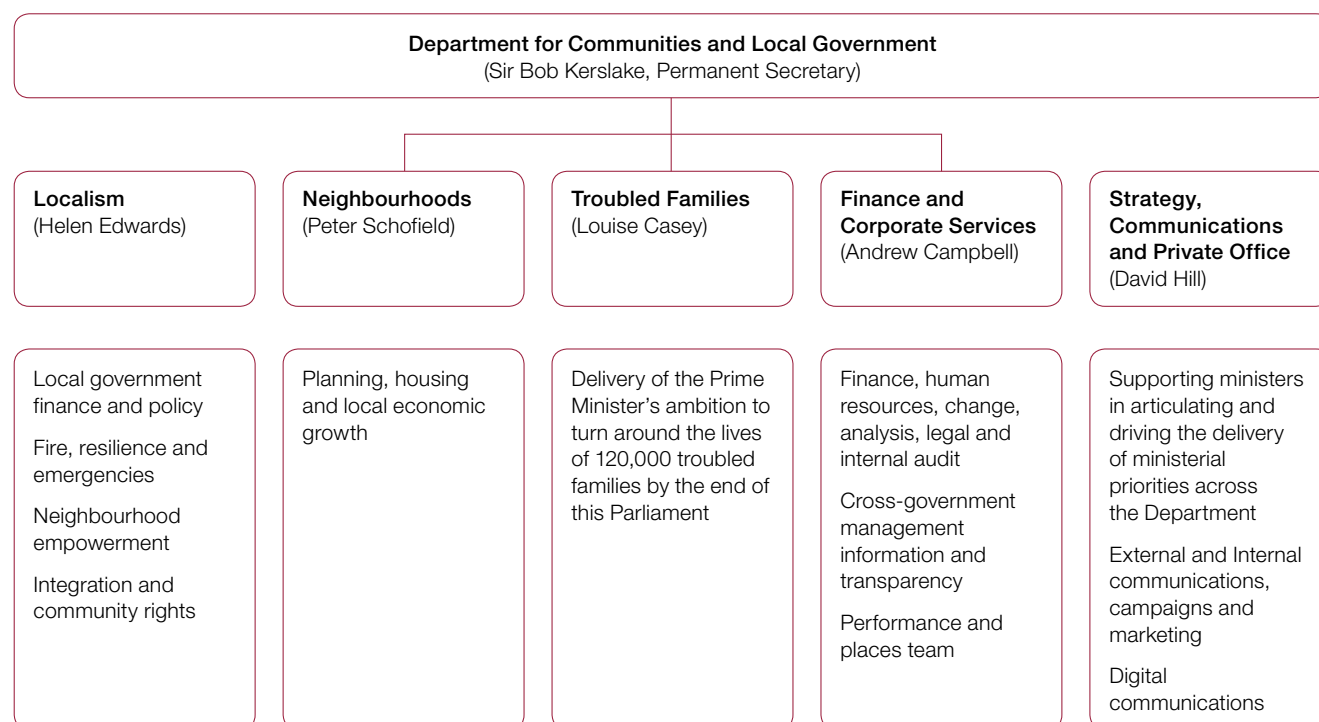 Department for Communities and Local Government
(Sir Bob Kerslake, Permanent Secretary)
Localism
(Helen Edwards)
Neighbourhoods
(Peter Schofield)
Troubled Families
(Louise Casey)
Finance and
Corporate Services
(Andrew Campbell)
Strategy,
Communications
and Private Office
(David Hill)
Local government
finance and policy
Fire, resilience and
emergencies
Neighbourhood
empowerment
Integration and
community rights
Planning, housing
and local economic
growth
Delivery of the Prime
Minister’s ambition to
turn around the lives
of 120,000 troubled
families by the end of
this Parliament
Finance, human
resources, change,
analysis, legal and
internal audit
Cross-government
management
information and
transparency
Performance and
places team
Supporting ministers
in articulating and
driving the delivery
of ministerial
priorities across
the Department
External and Internal
communications,
campaigns and
marketing
Digital
communications